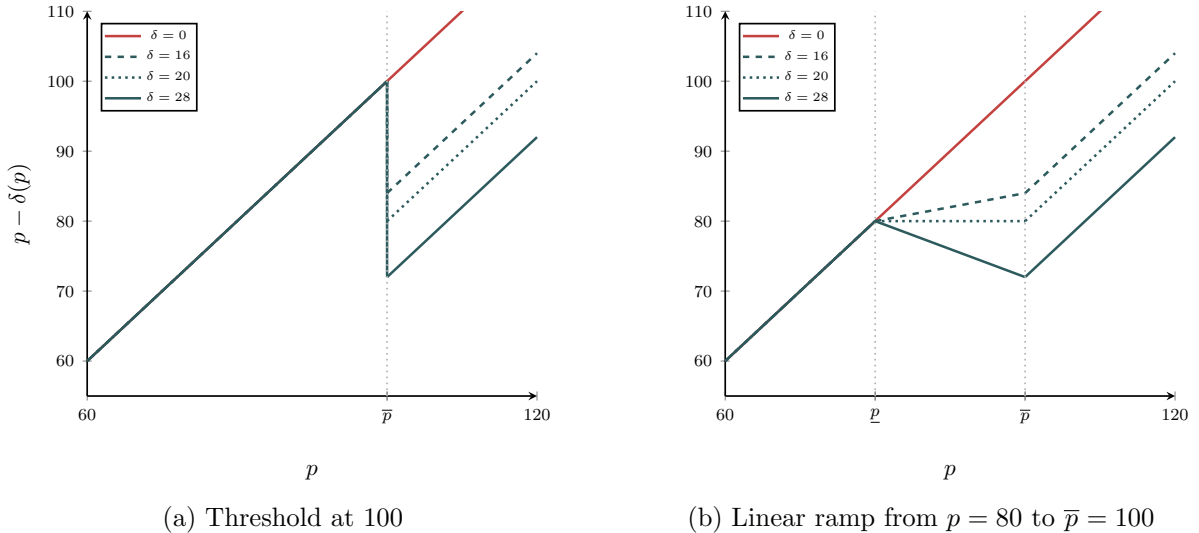 110
100
90
80
70
60
p − δ(p)
δ = 0
δ = 16
δ = 20
δ = 28
60
p̅
120
p
(a) Threshold at 100
110
100
90
80
70
60
δ = 0
δ = 16
δ = 20
δ = 28
60
p̲
p̅
120
p
(b) Linear ramp from p = 80 to p̅ = 100